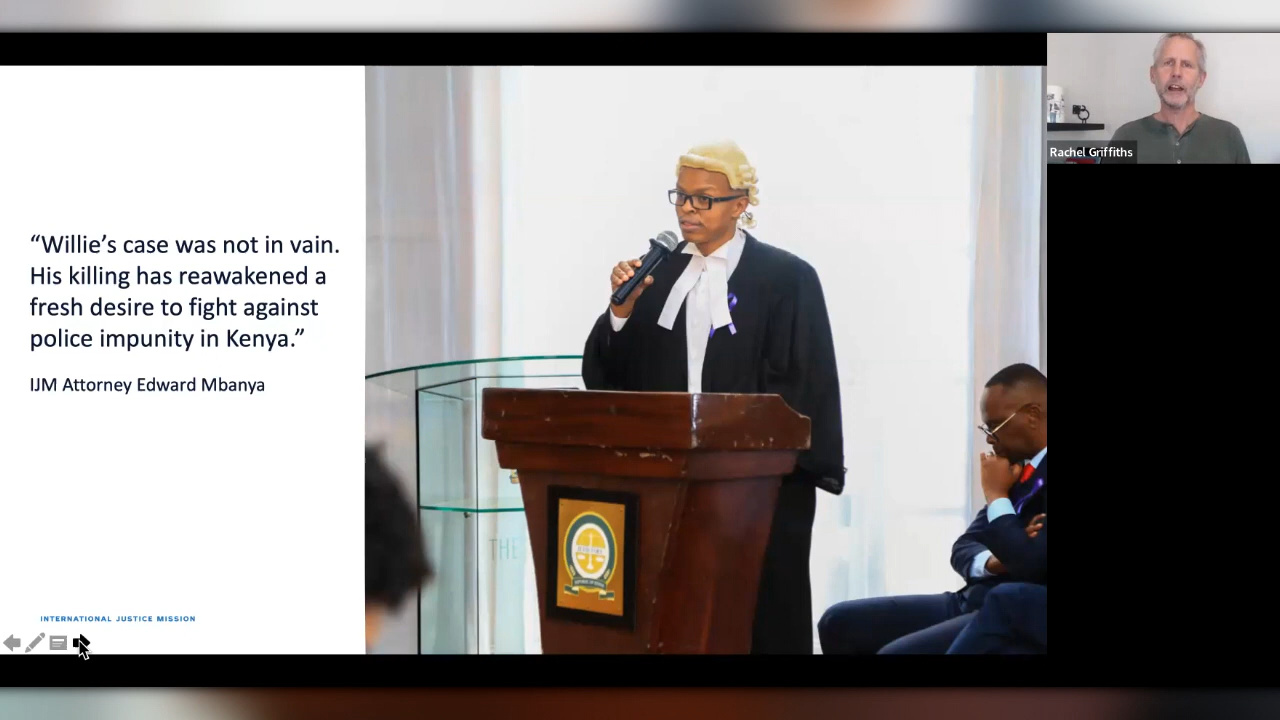 “Willie’s case was not in vain.
His killing has reawakened a
fresh desire to fight against
police impunity in Kenya.”
IJM Attorney Edward Mbanya
INTERNATIONAL JUSTICE MISSION
THE
Rachel Griffiths